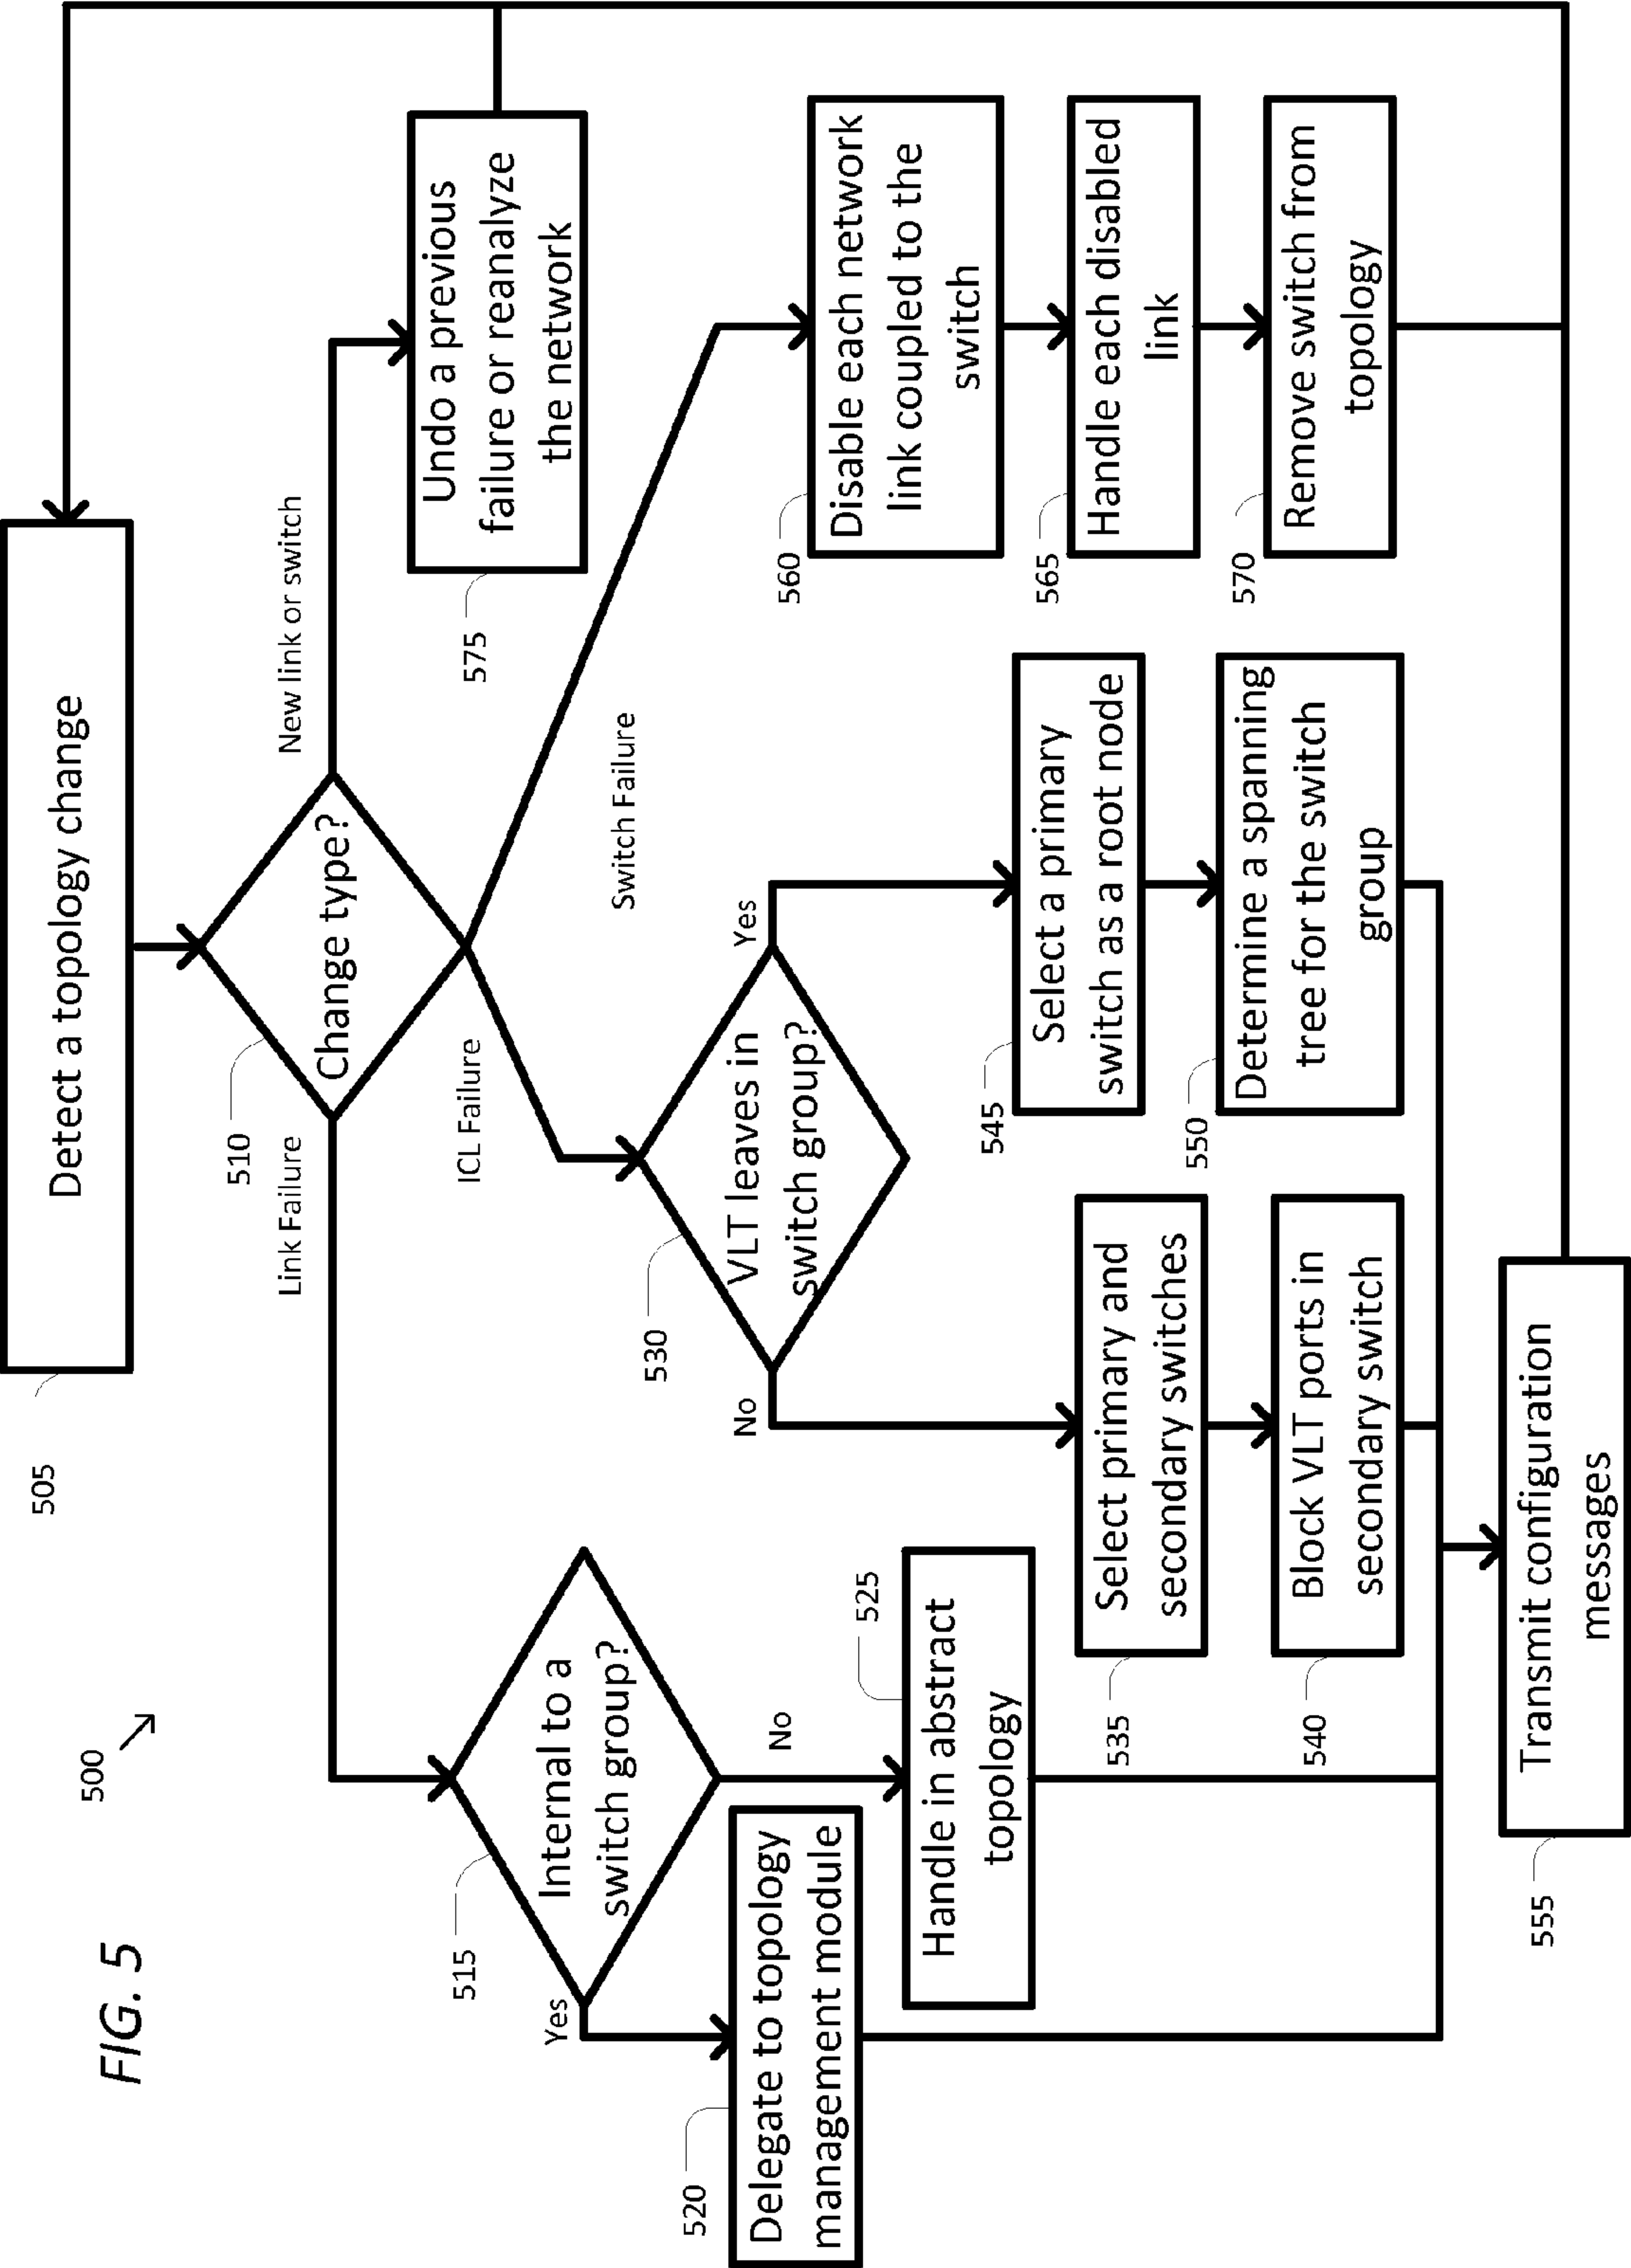 FIG. 5
500
505
Detect a topology change
510
Change type?
Link Failure
ICL Failure
Switch Failure
New link or switch
515
Internal to a
switch group?
Yes
No
520
Delegate to topology
management module
525
Handle in abstract
topology
530
VLT leaves in
switch group?
No
Yes
535
Select primary and
secondary switches
540
Block VLT ports in
secondary switch
545
Select a primary
switch as a root node
550
Determine a spanning
tree for the switch
group
555
Transmit configuration
messages
560
Disable each network
link coupled to the
switch
565
Handle each disabled
link
570
Remove switch from
topology
575
Undo a previous
failure or reanalyze
the network